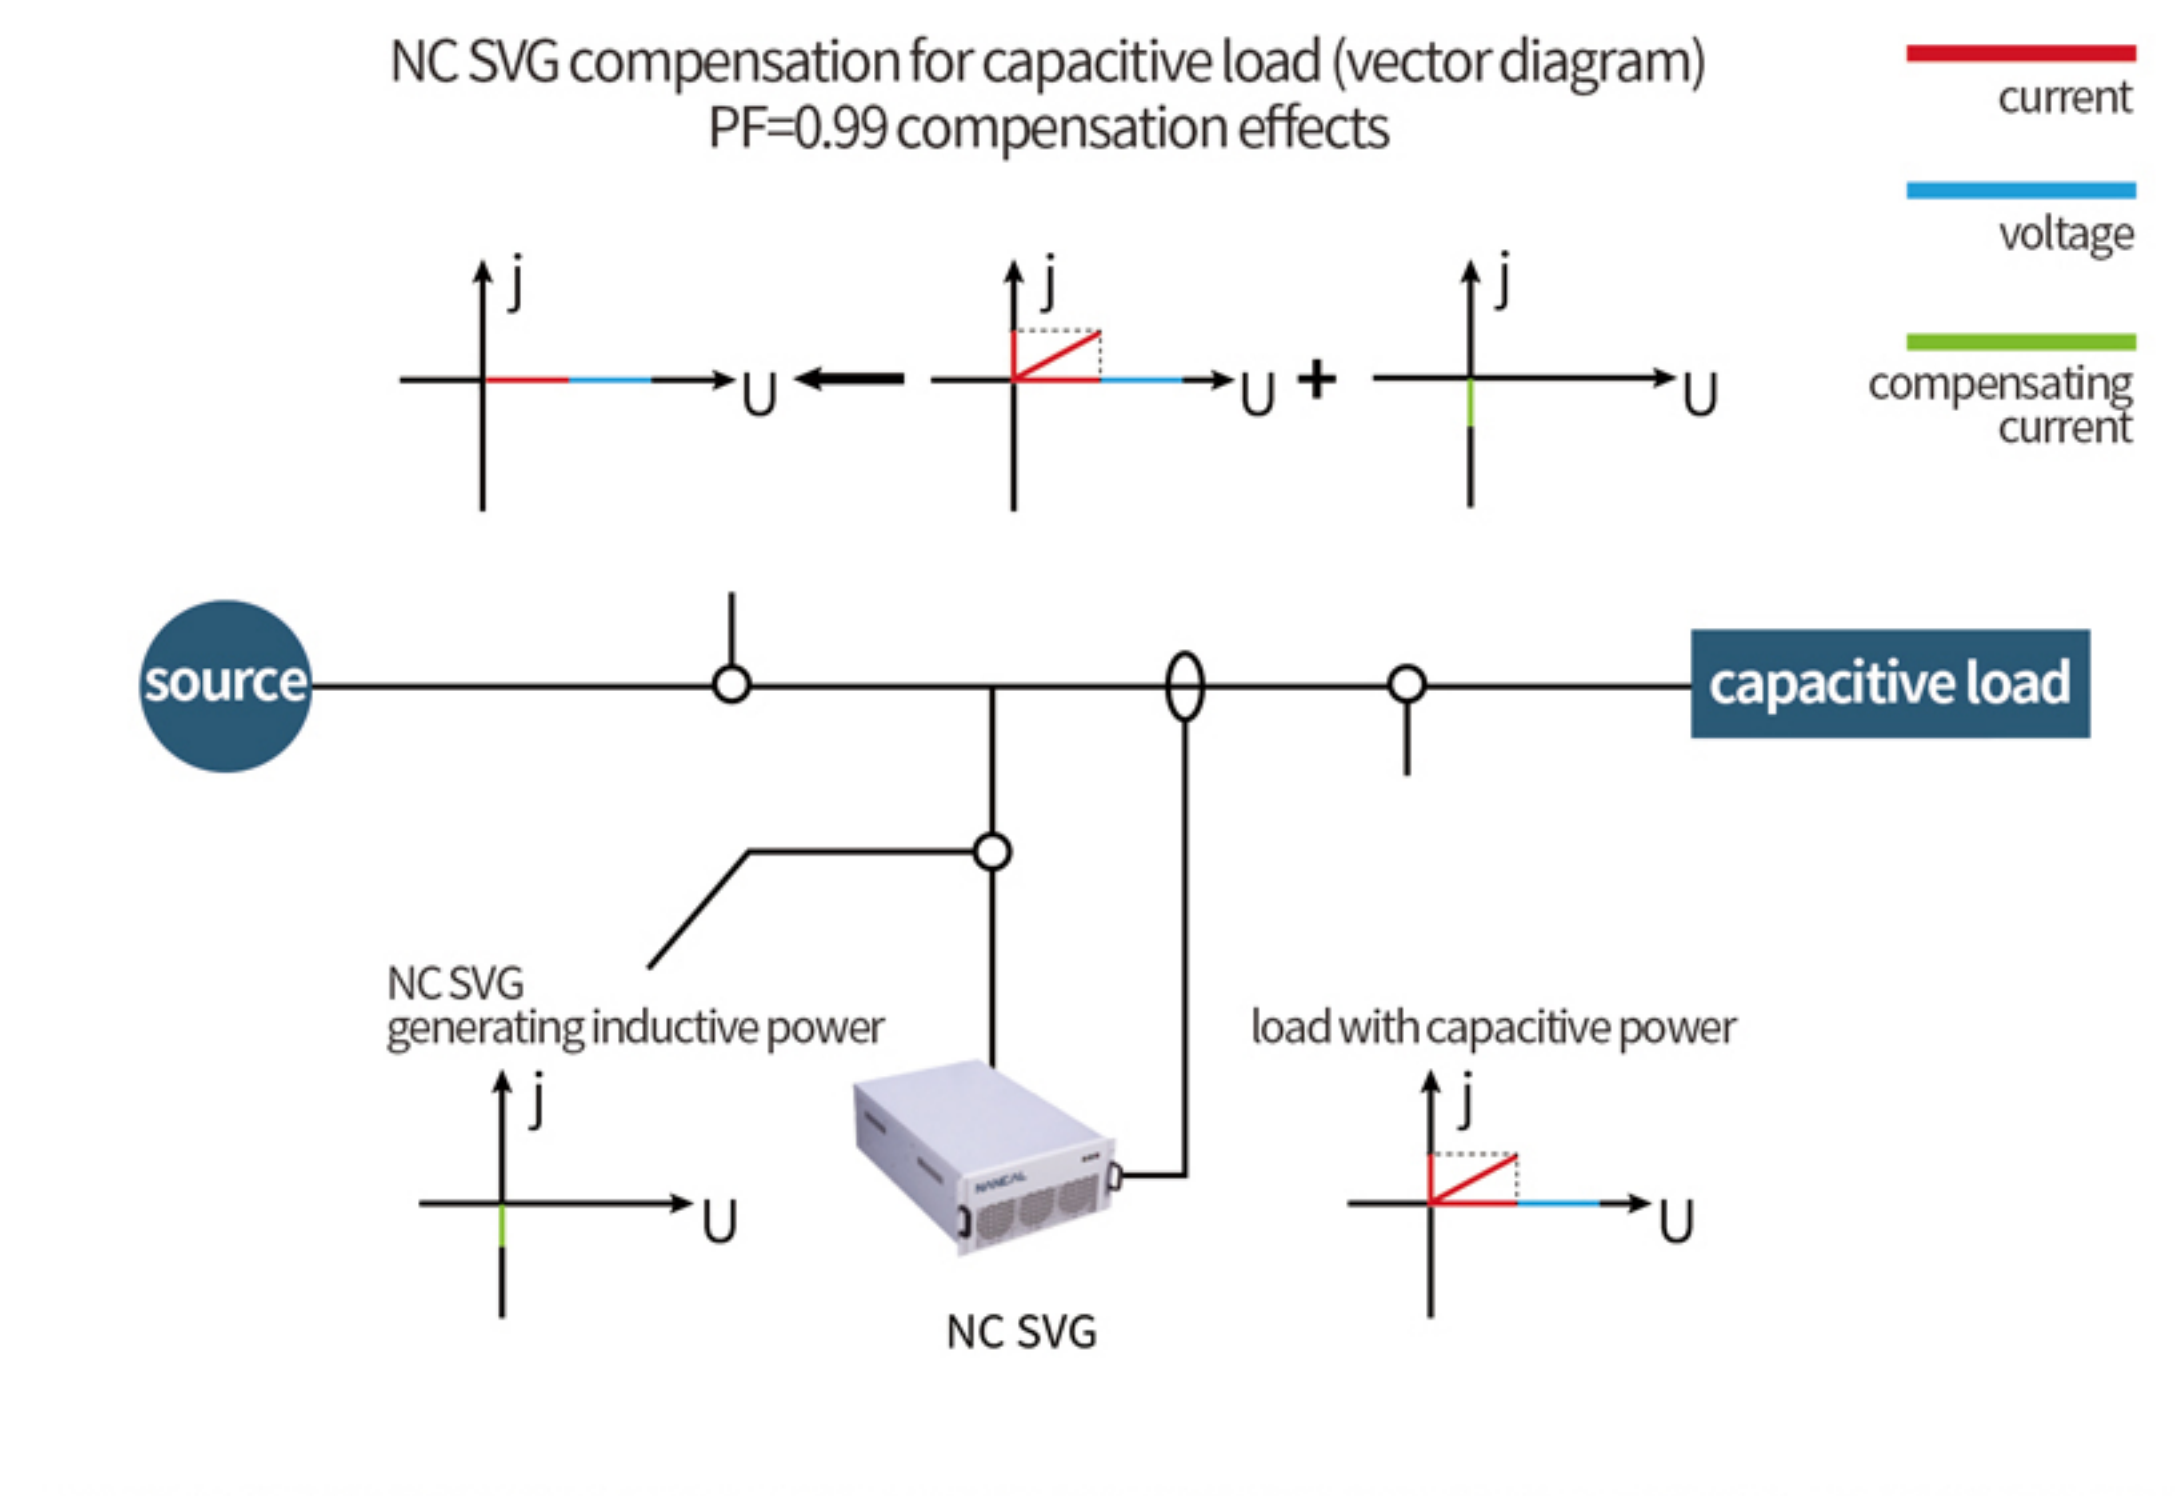 NC SVG compensation for capacitive load (vector diagram)
PF=0.99 compensation effects
current
voltage
compensating
current
j
U
j
U
+
j
U
source
capacitive load
NC SVG
generating inductive power
j
U
load with capacitive power
j
U
NANCAL
NC SVG